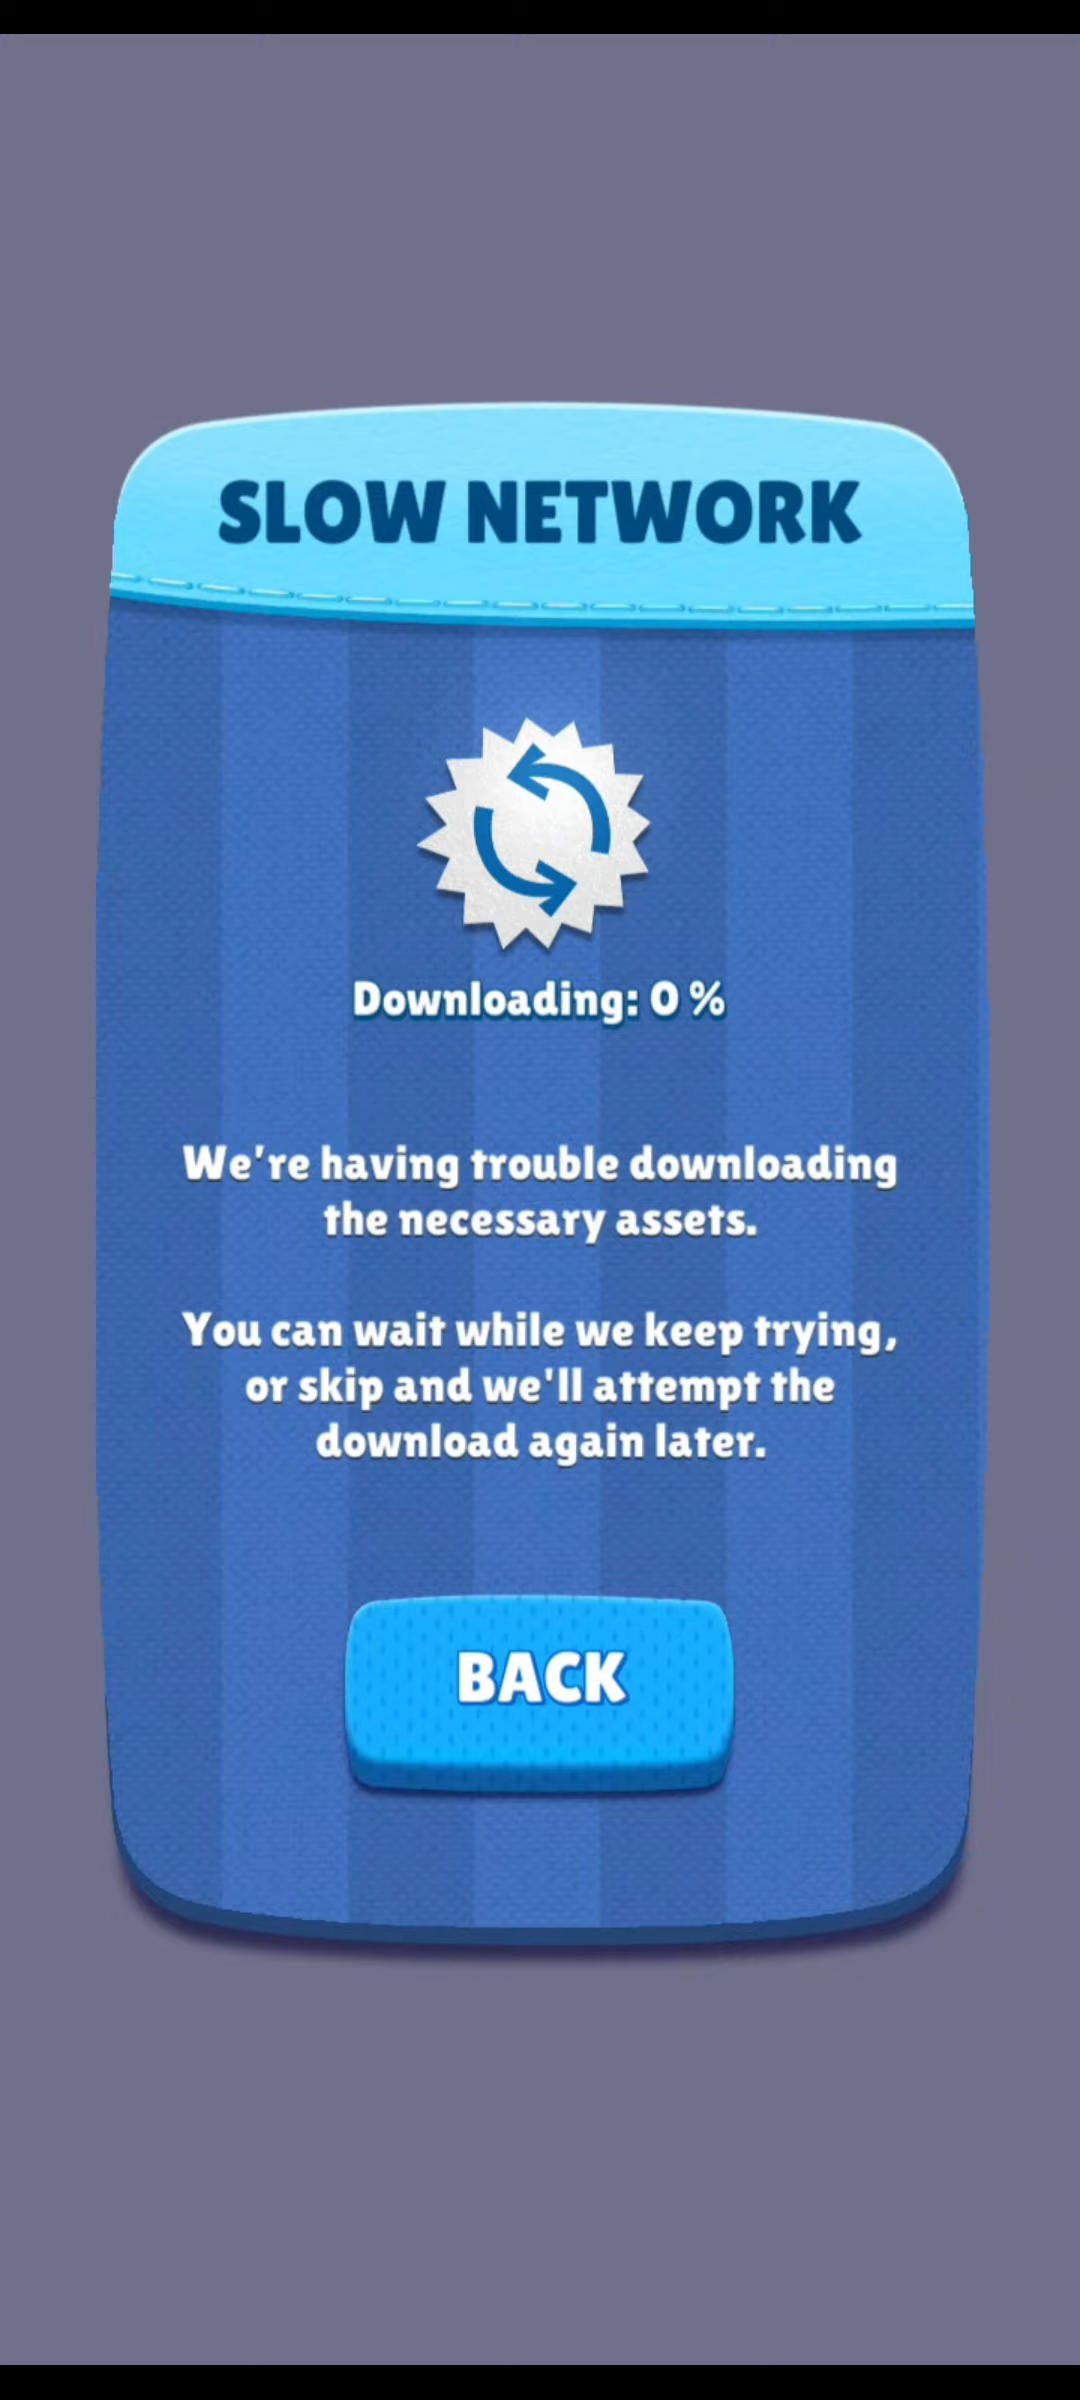 SLOW NETWORK
Downloading: 0 %
We're having trouble downloading
the necessary assets.
You can wait while we keep trying,
or skip and we'll attempt the
download again later.
BACK